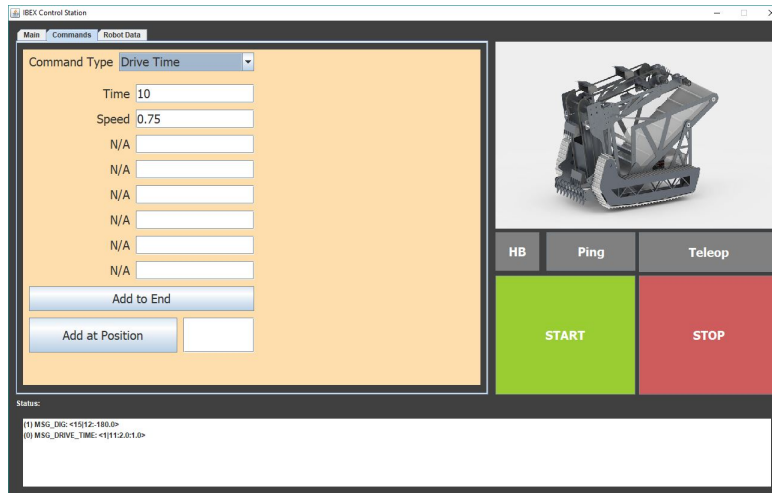 IBEX Control Station
Main Commands Robot Data
Command Type Drive Time
Time 10
Speed 0.75
N/A
N/A
N/A
N/A
N/A
N/A
Add to End
Add at Position
HB Ping Teleop
START STOP
Status:
(1) MSG_DIG: <15|12:-180.0>
(0) MSG_DRIVE_TIME: <1|11:2.0:1.0>